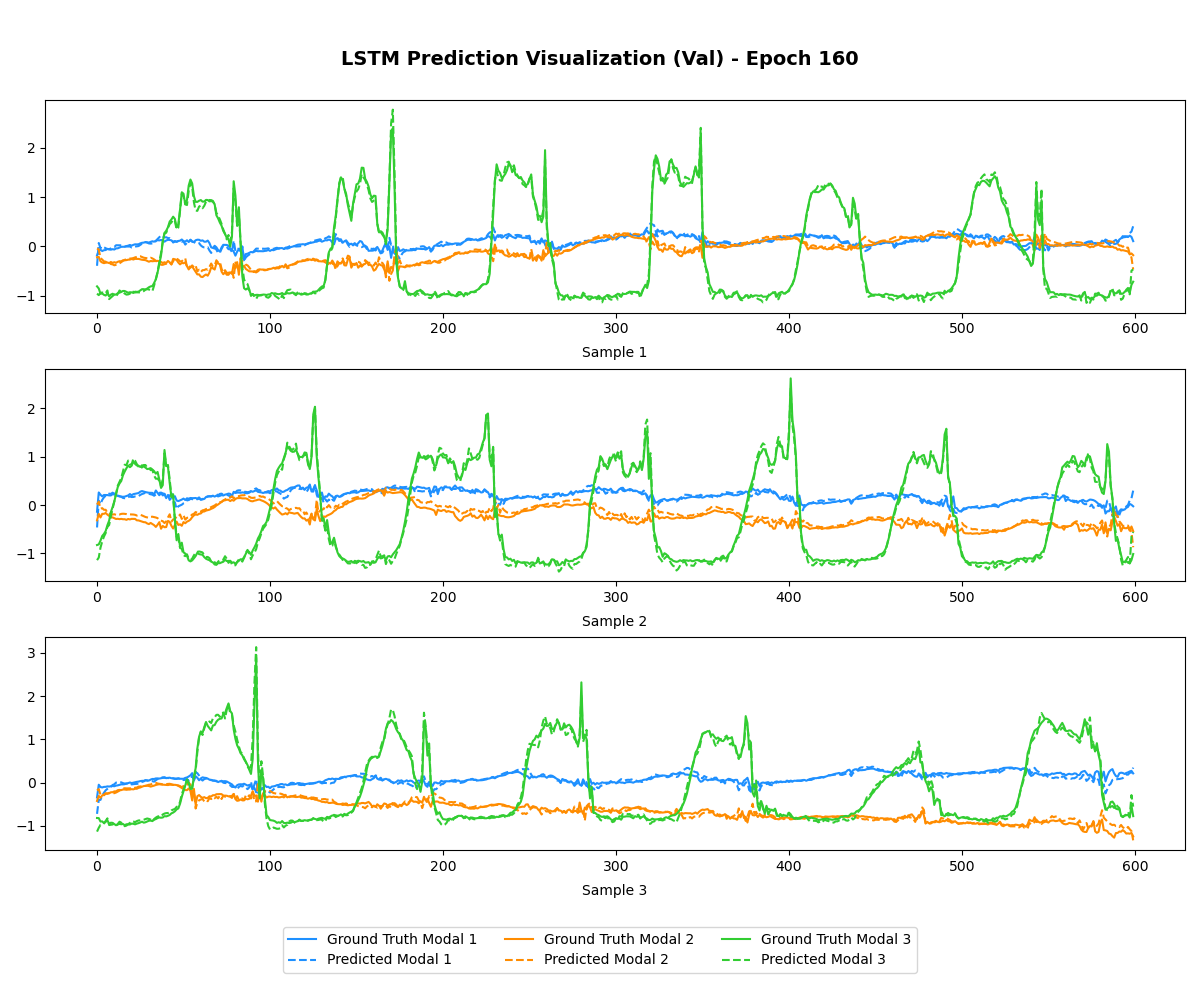 LSTM Prediction Visualization (Val) - Epoch 160
2
1
0
−1
0 100 200 300 400 500 600
Sample 1
2
1
0
−1
0 100 200 300 400 500 600
Sample 2
3
2
1
0
−1
0 100 200 300 400 500 600
Sample 3
Ground Truth Modal 1 Ground Truth Modal 2 Ground Truth Modal 3
Predicted Modal 1 Predicted Modal 2 Predicted Modal 3